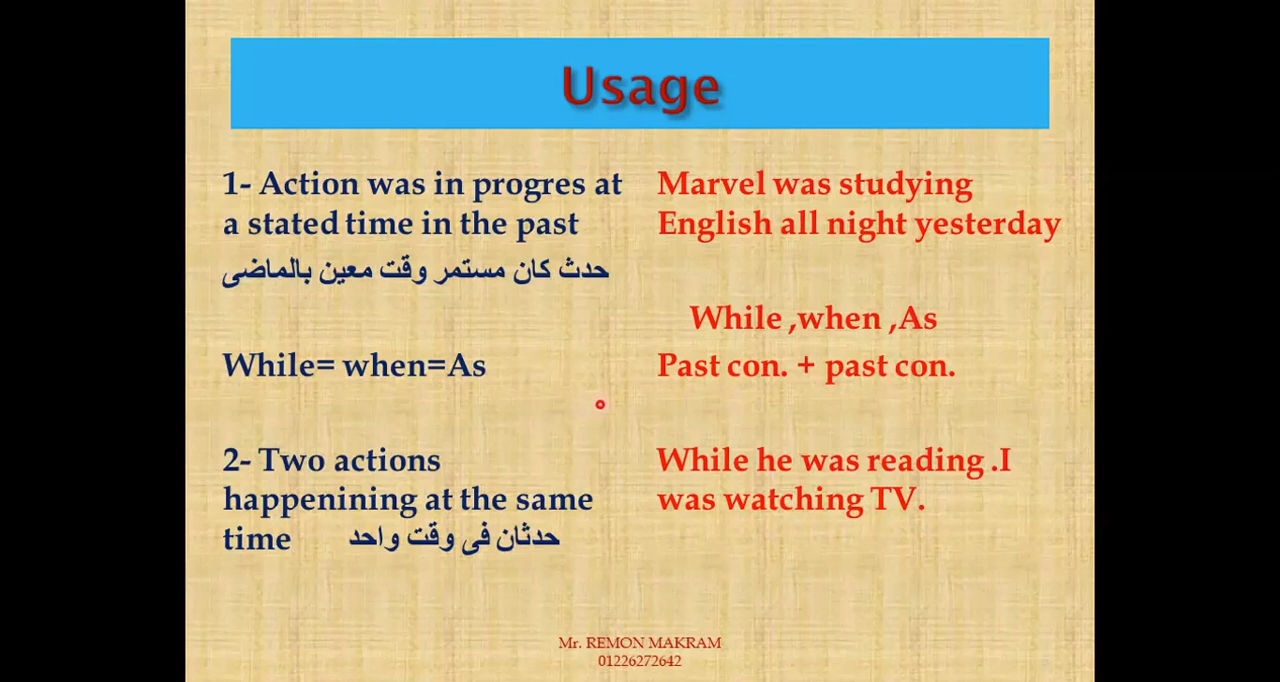 Usage
1- Action was in progres at
a stated time in the past
حدث كان مستمر وقت معين بالماضى
While= when=As
2- Two actions
happenining at the same
time حدثان فى وقت واحد
Marvel was studying
English all night yesterday
While ,when ,As
Past con. + past con.
While he was reading .I
was watching TV.
Mr. REMON MAKRAM
01226272642